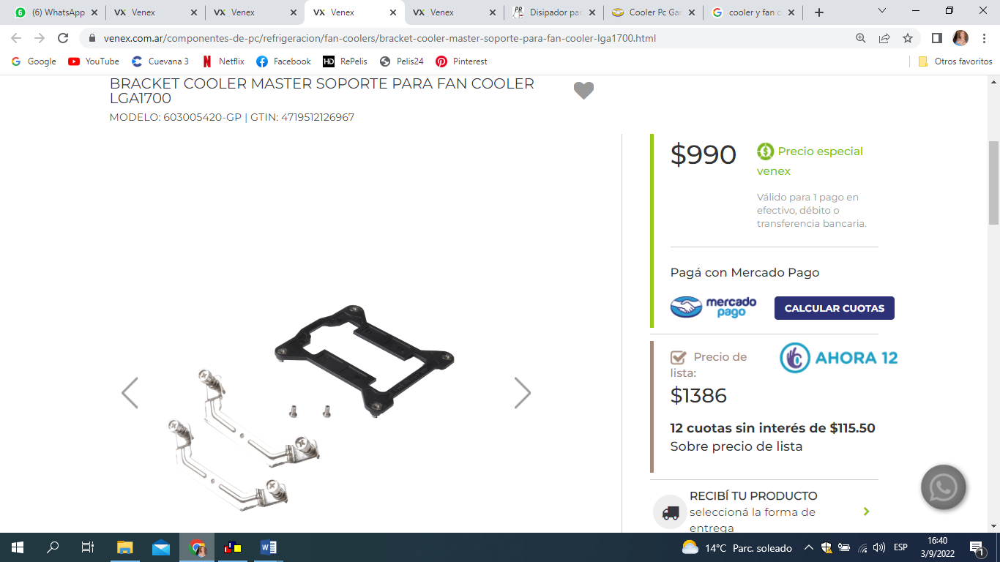 (6) WhatsApp
Venex
Venex
Venex
Venex
Disipador par
Cooler Pc Gar
cooler y fan c
venex.com.ar/componentes-de-pc/refrigeracion/fan-coolers/bracket-cooler-master-soporte-para-fan-cooler-lga1700.html
Google
YouTube
Cuevana 3
Netflix
Facebook
HD RePelis
Pelis24
Pinterest
Otros favoritos
BRACKET COOLER MASTER SOPORTE PARA FAN COOLER
LGA1700
MODELO: 603005420-GP | GTIN: 4719512126967
$990
Precio especial
venex
Válido para 1 pago en
efectivo, débito o
transferencia bancaria.
Pagá con Mercado Pago
mercado
pago
CALCULAR CUOTAS
Precio de
lista:
AHORA 12
$1386
12 cuotas sin interés de $115.50
Sobre precio de lista
RECIBÍ TU PRODUCTO
seleccioná la forma de
entrega
14°C Parc. soleado
ESP
16:40
3/9/2022
1